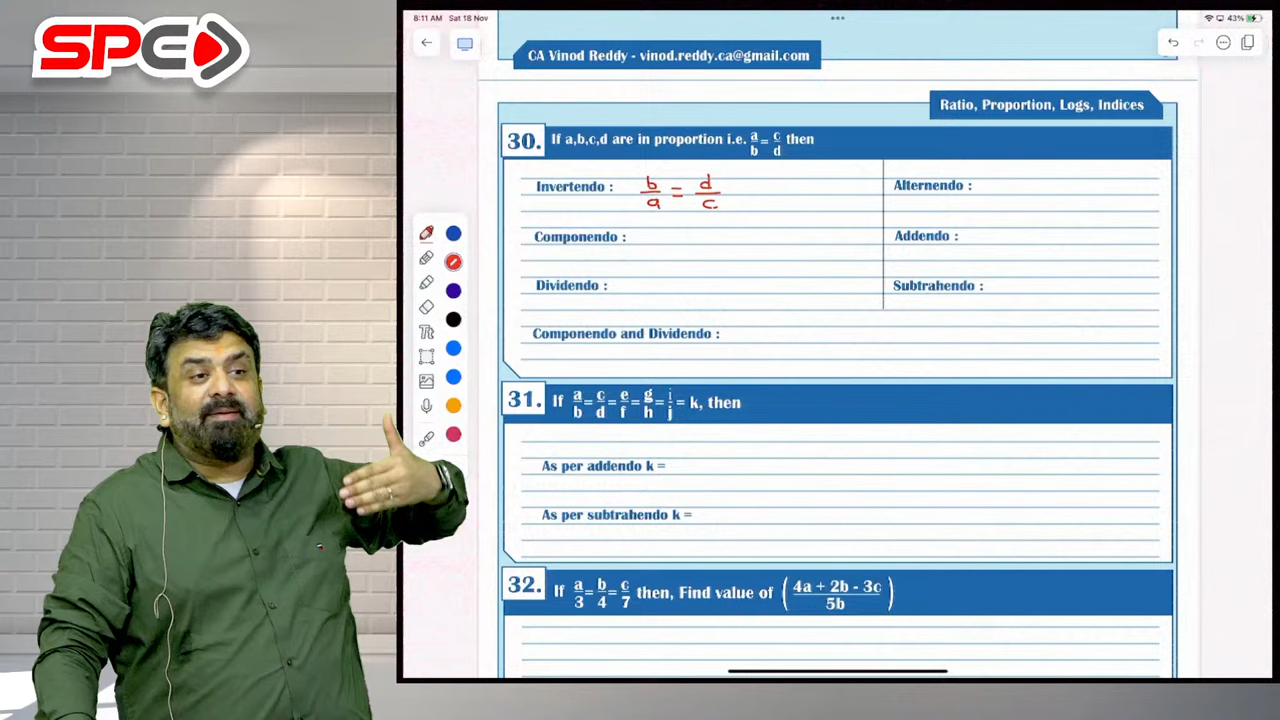 SPC
8:11 AM Sat 18 Nov
43%
CA Vinod Reddy - vinod.reddy.ca@gmail.com
Ratio, Proportion, Logs, Indices
30. If a,b,c,d are in proportion i.e. a/b = c/d then
Invertendo : b/a = d/c
Alternendo :
Componendo :
Addendo :
Dividendo :
Subtrahendo :
Componendo and Dividendo :
31. If a/b = c/d = e/f = g/h = i/j = k, then
As per addendo k =
As per subtrahendo k =
32. If a/3 = b/4 = c/7 then, Find value of ( (4a + 2b - 3c)/5b )